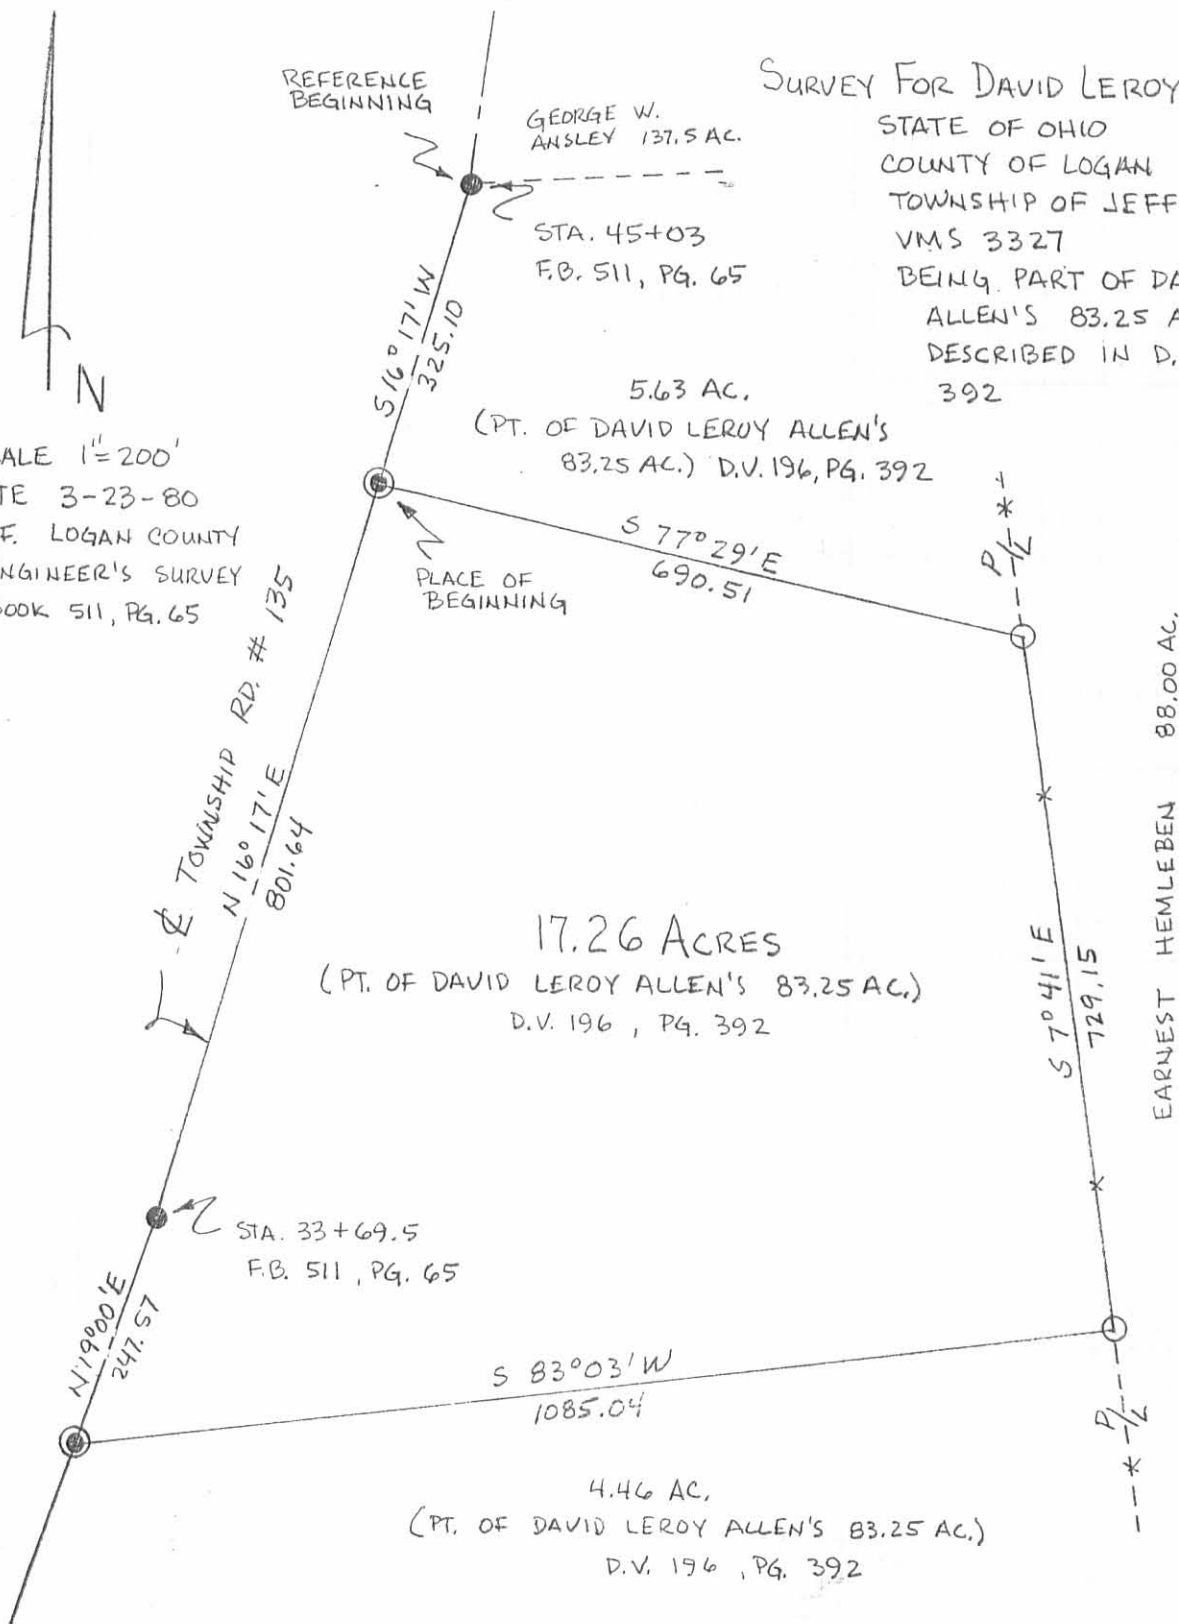 REFERENCE
BEGINNING
GEORGE W.
ANSLEY 137.5 AC.
SURVEY FOR DAVID LEROY
STATE OF OHIO
COUNTY OF LOGAN
TOWNSHIP OF JEFF
VMS 3327
BEING PART OF DA
ALLEN'S 83.25 A
DESCRIBED IN D.
392
STA. 45+03
F.B. 511, PG. 65
S 16° 17' W
325.10
N
ALE 1"=200'
TE 3-23-80
F. LOGAN COUNTY
NGINEER'S SURVEY
OOK 511, PG. 65
5.63 AC.
(PT. OF DAVID LEROY ALLEN'S
83.25 AC.) D.V. 196, PG. 392
S 77° 29' E
690.51
P/L
PLACE OF
BEGINNING
℄ TOWNSHIP RD. # 135
N 16° 17' E
801.64
EARNEST HEMLEBEN 88.00 AC.
17.26 ACRES
(PT. OF DAVID LEROY ALLEN'S 83.25 AC.)
D.V. 196, PG. 392
S 7° 41' E
729.15
STA. 33+69.5
F.B. 511, PG. 65
N 19° 00' E
247.57
S 83° 03' W
1085.04
P/L
4.46 AC.
(PT. OF DAVID LEROY ALLEN'S 83.25 AC.)
D.V. 196, PG. 392